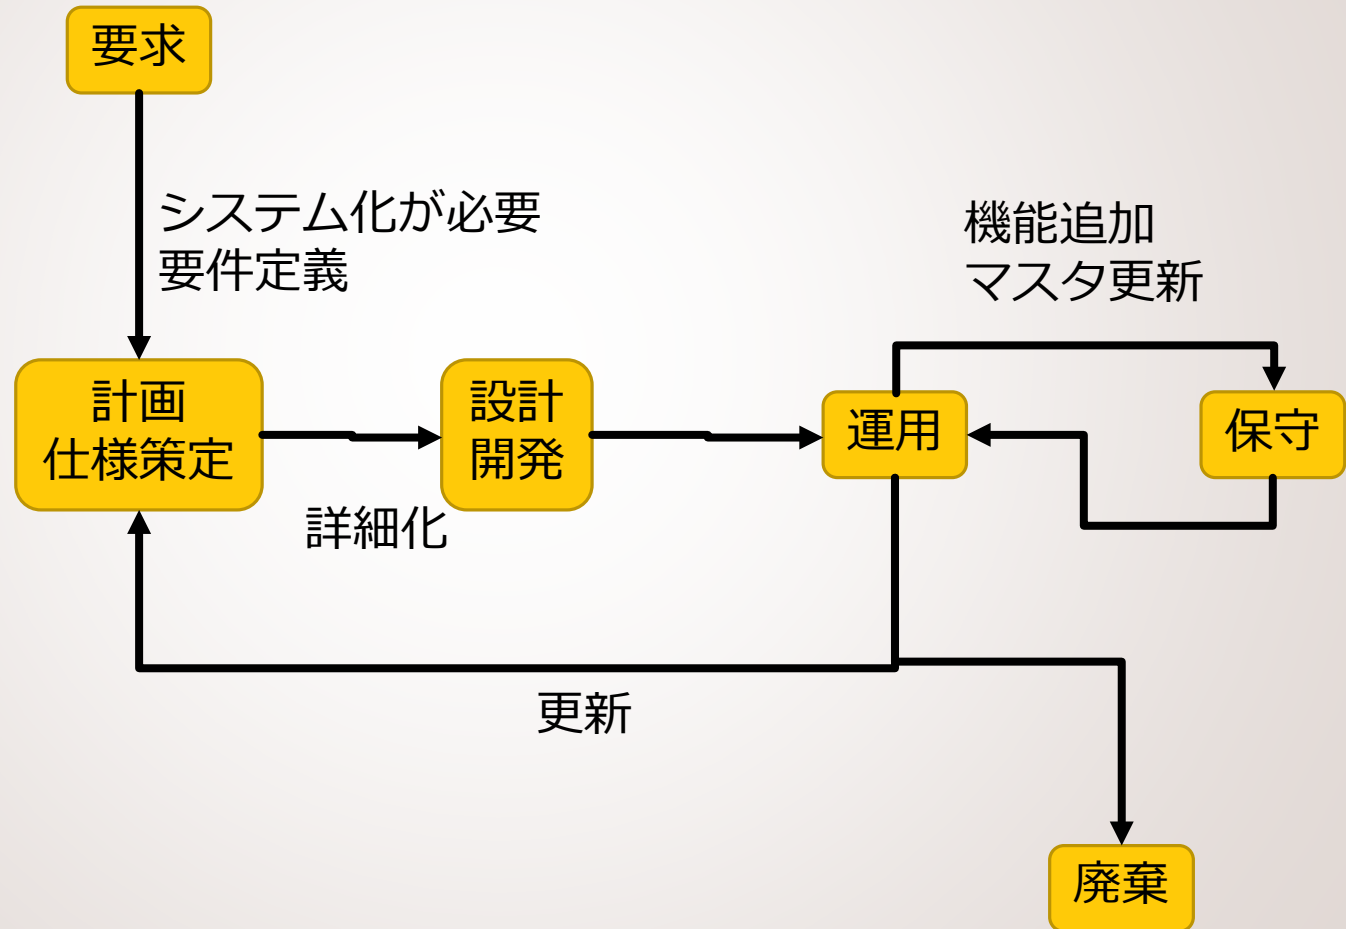 要求
システム化が必要
要件定義
機能追加
マスタ更新
計画
仕様策定
設計
開発
運用
保守
詳細化
更新
廃棄